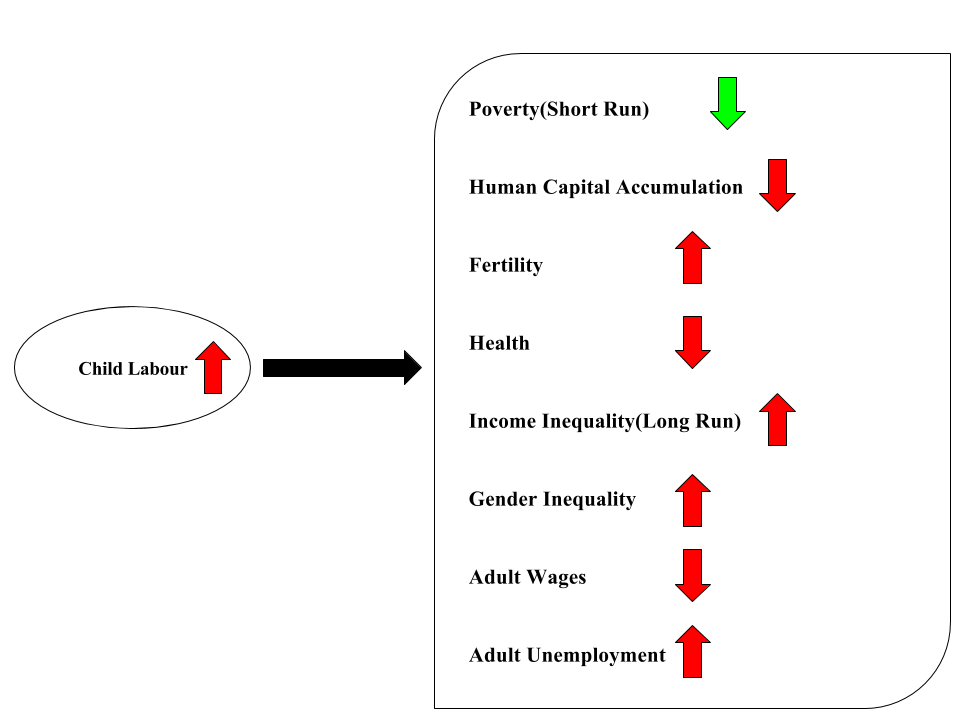 Poverty(Short Run)
Human Capital Accumulation
Fertility
Health
Child Labour
Income Inequality(Long Run)
Gender Inequality
Adult Wages
Adult Unemployment